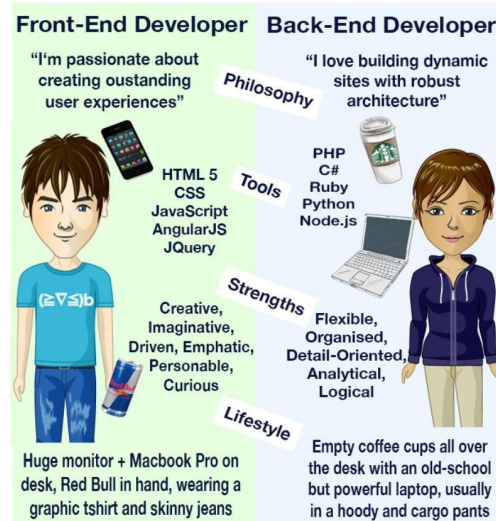 Front-End Developer
“I'm passionate about
creating oustanding
user experiences”
Back-End Developer
“I love building dynamic
sites with robust
architecture”
Philosophy
HTML 5
CSS
JavaScript
AngularJS
JQuery
Tools
PHP
C#
Ruby
Python
Node.js
(≧∇≦)b
Creative,
Imaginative,
Driven, Emphatic,
Personable,
Curious
Strengths
Flexible,
Organised,
Detail-Oriented,
Analytical,
Logical
Red Bull
Lifestyle
Huge monitor + Macbook Pro on
desk, Red Bull in hand, wearing a
graphic tshirt and skinny jeans
Empty coffee cups all over
the desk with an old-school
but powerful laptop, usually
in a hoody and cargo pants